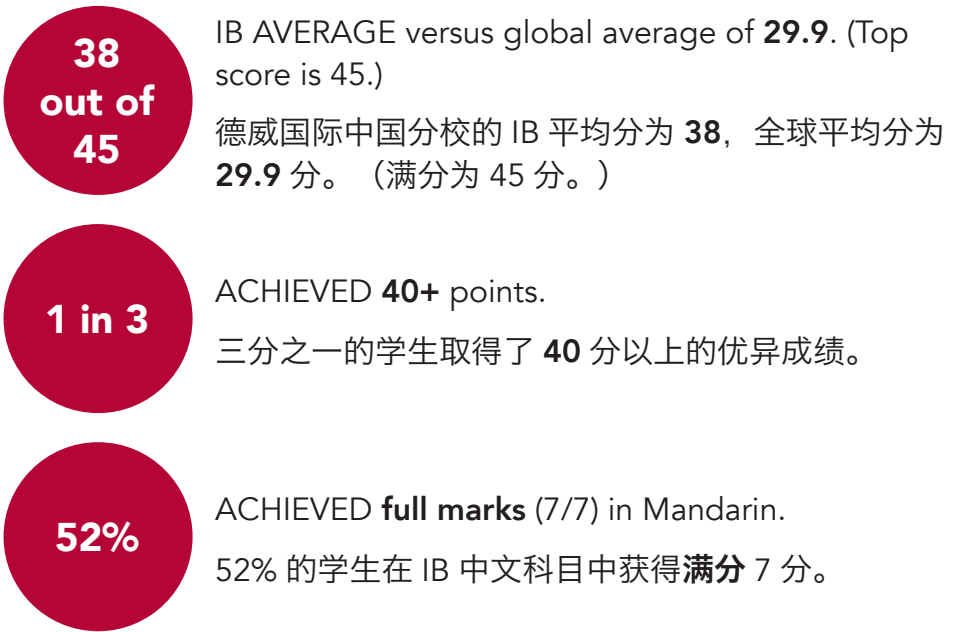 38
out of
45
IB AVERAGE versus global average of 29.9. (Top
score is 45.)
德威国际中国分校的 IB 平均分为 38，全球平均分为
29.9 分。（满分为 45 分。）
1 in 3
ACHIEVED 40+ points.
三分之一的学生取得了 40 分以上的优异成绩。
52%
ACHIEVED full marks (7/7) in Mandarin.
52% 的学生在 IB 中文科目中获得满分 7 分。